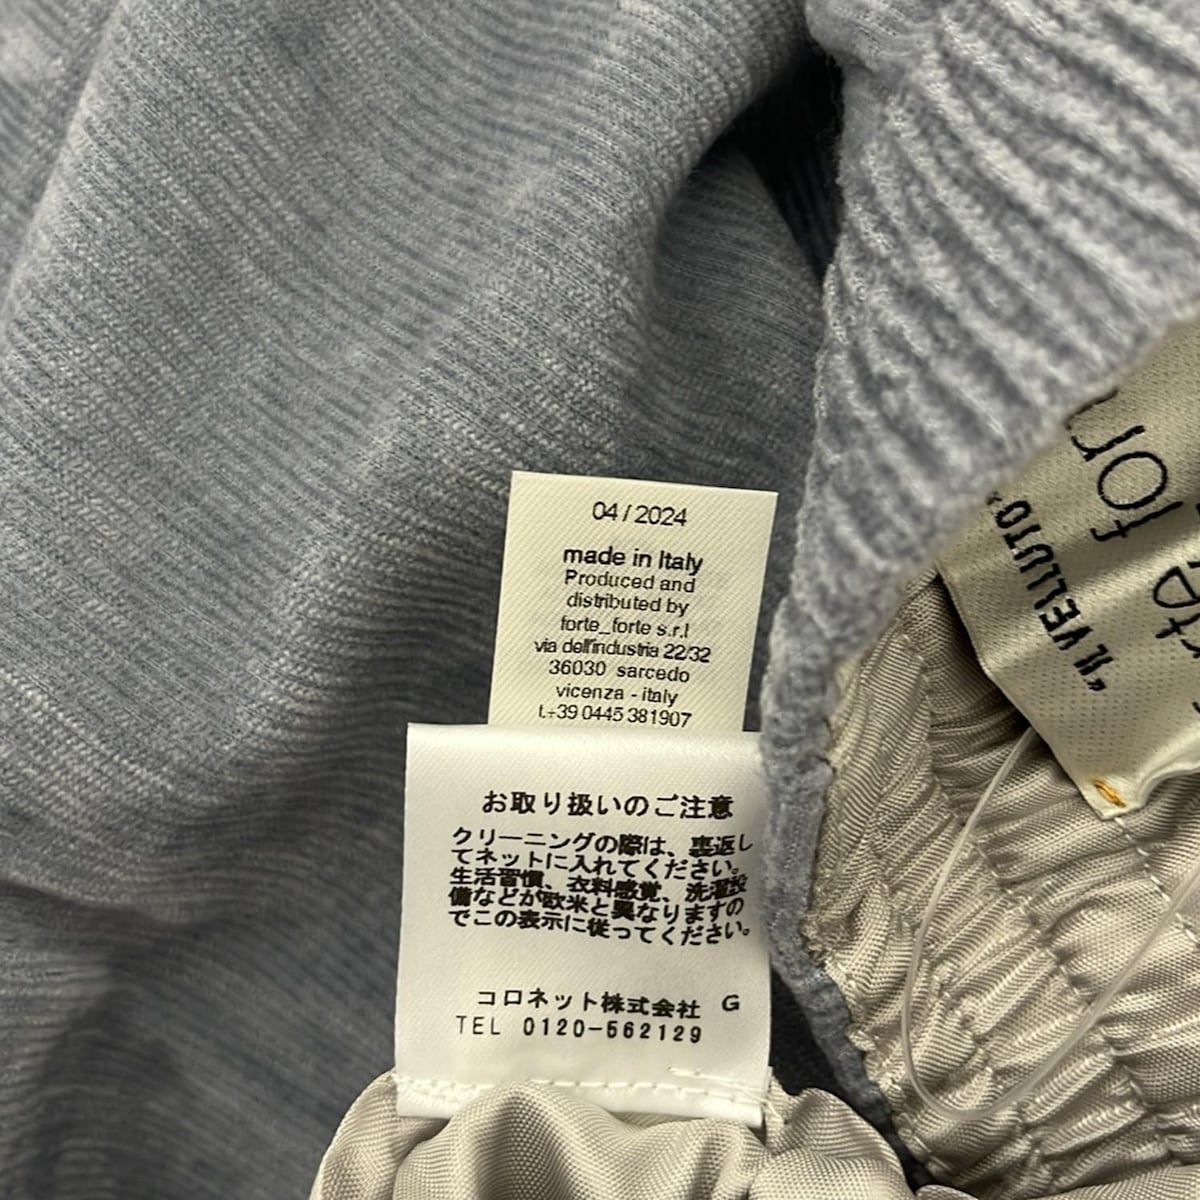 04/2024
made in Italy
Produced and
distributed by
forte_forte s.r.l
via dell'industria 22/32
36030 sarcedo
vicenza - italy
t.+39 0445 381907
お取り扱いのご注意
クリーニングの際は、裏返し
てネットに入れてください。
生活習慣、衣料感覚、洗濯設
備などが欧米と異なりますの
でこの表示に従ってください。
コロネット株式会社 G
TEL 0120-562129
"IL VELLUTO"